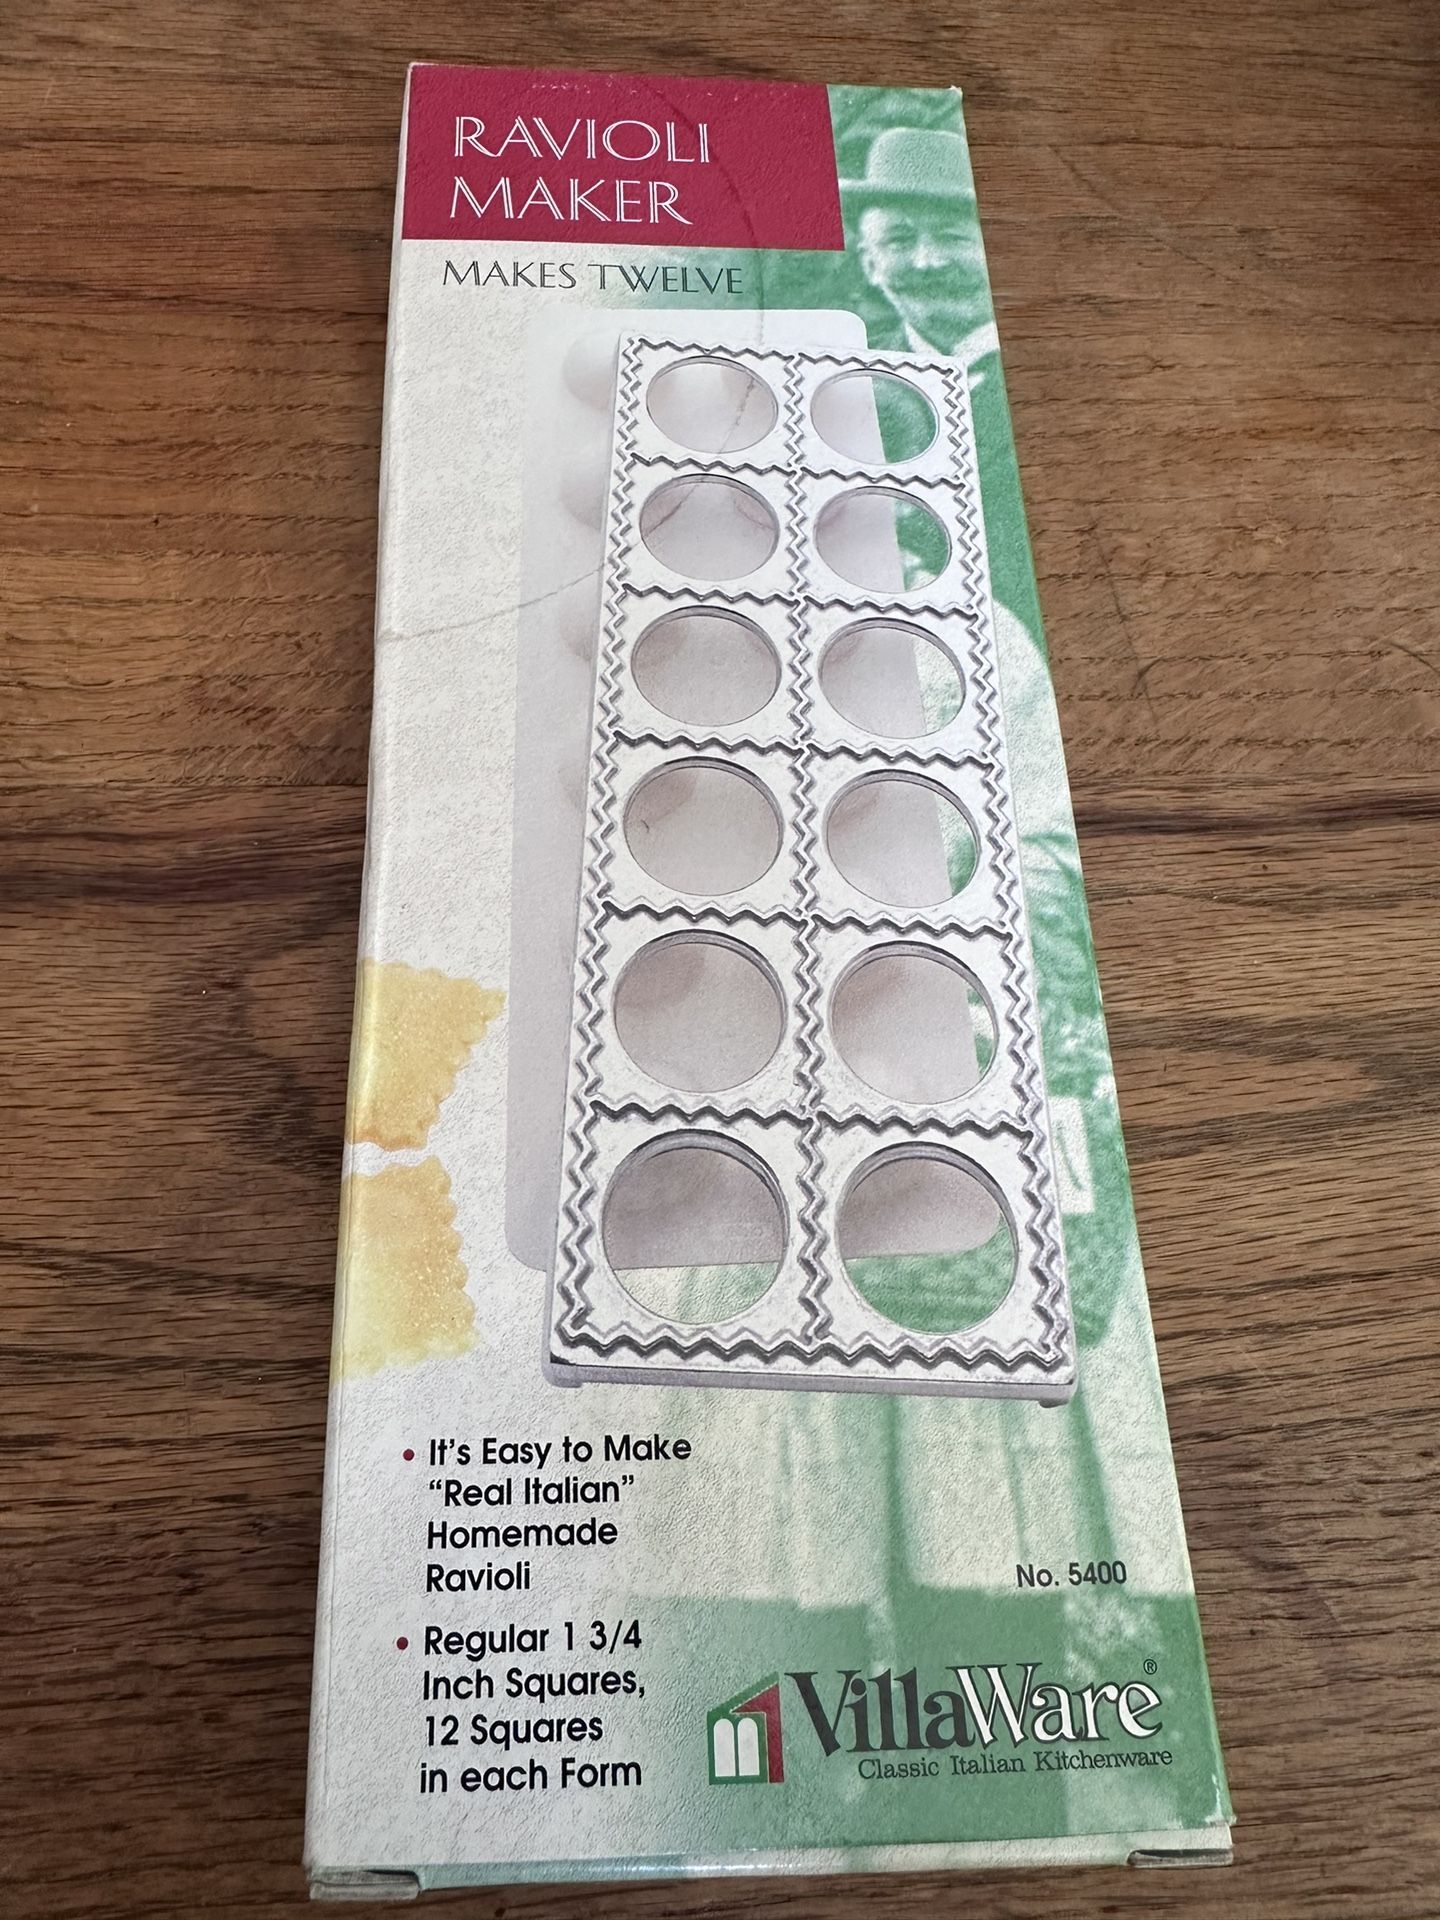 RAVIOLI
MAKER
MAKES TWELVE
• It's Easy to Make
“Real Italian”
Homemade
Ravioli
No. 5400
• Regular 1 3/4
Inch Squares,
12 Squares
in each Form
VillaWare®
Classic Italian Kitchenware